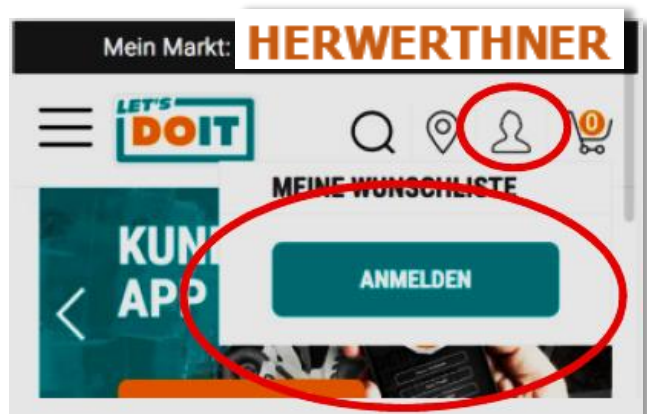 Mein Markt: HERWERTHNER
LET'S
DOIT
0
MEINE WUNSCHLISTE
KUN
APP
ANMELDEN